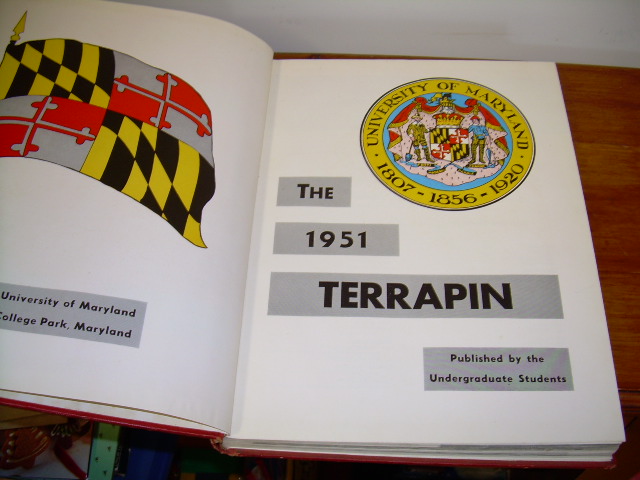 University of Maryland
College Park, Maryland
UNIVERSITY OF MARYLAND
1807 - 1856 - 1920
THE
1951
TERRAPIN
Published by the
Undergraduate Students